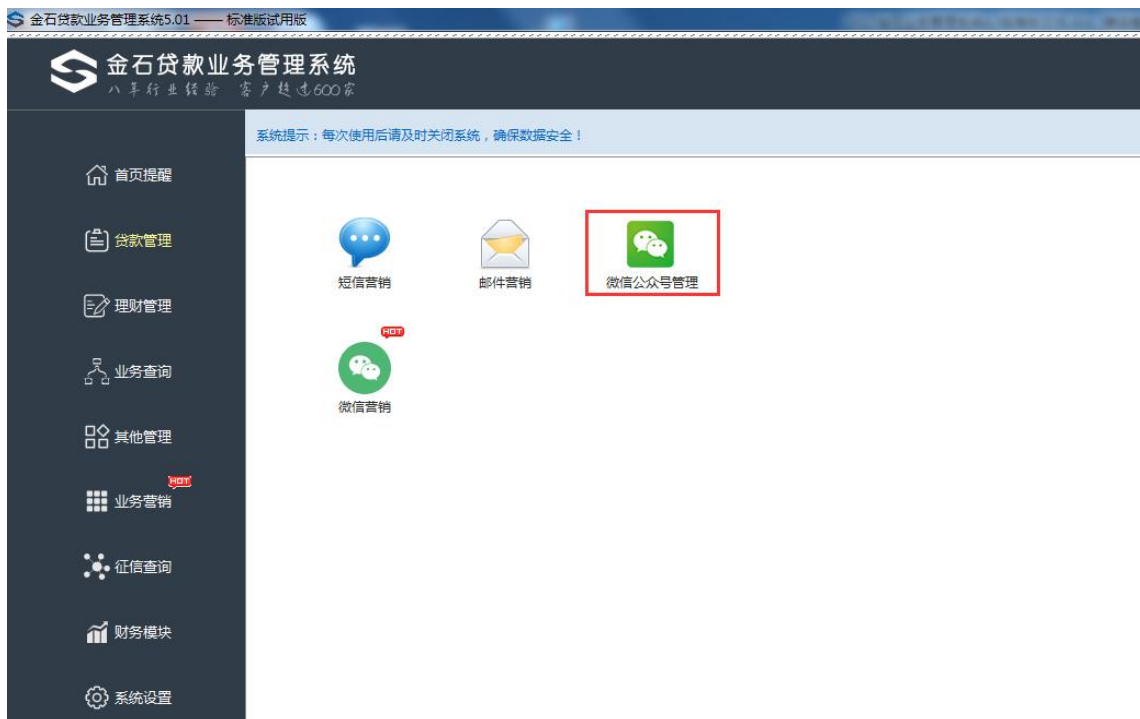 金石贷款业务管理系统5.01 —— 标准版试用版
金石贷款业务管理系统
八年行业经验 客户超过600家
系统提示：每次使用后请及时关闭系统，确保数据安全！
首页提醒
贷款管理
理财管理
业务查询
其他管理
HOT
业务营销
征信查询
财务模块
系统设置
短信营销
邮件营销
微信公众号管理
HOT
微信营销